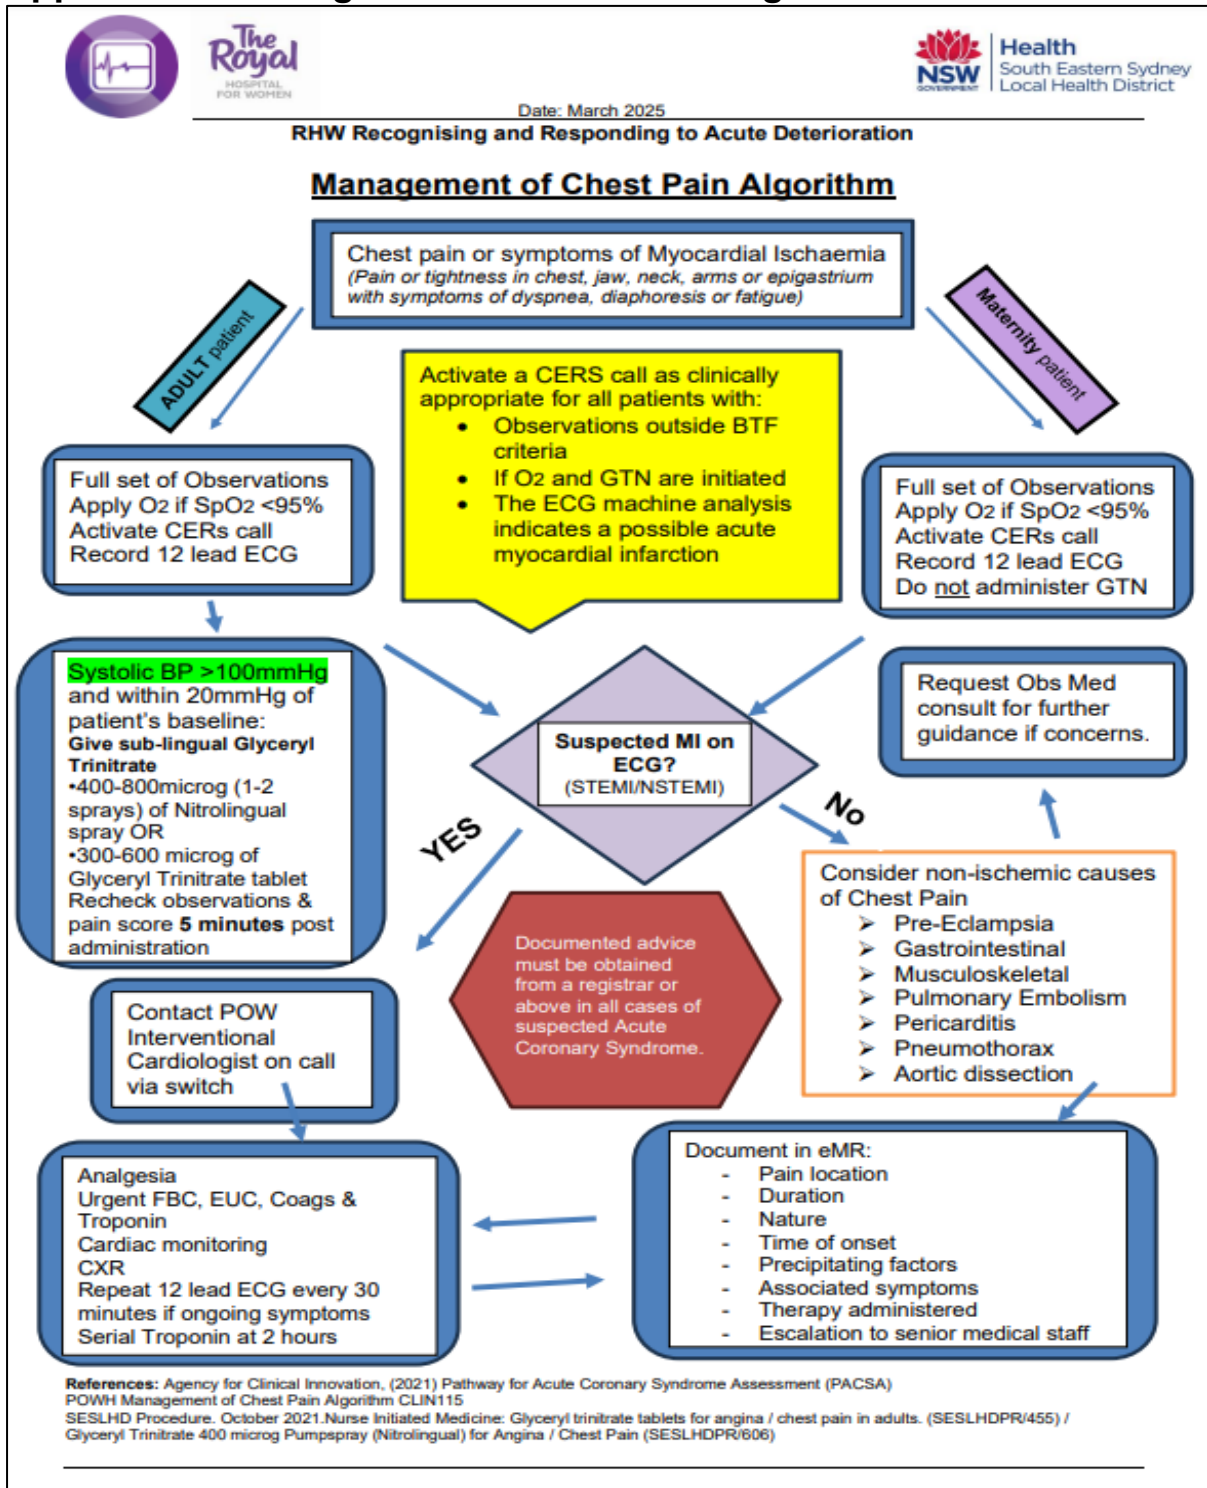 The
Royal
HOSPITAL
FOR WOMEN
NSW
GOVERNMENT
Health
South Eastern Sydney
Local Health District
Date: March 2025
RHW Recognising and Responding to Acute Deterioration
Management of Chest Pain Algorithm
Chest pain or symptoms of Myocardial Ischaemia
(Pain or tightness in chest, jaw, neck, arms or epigastrium
with symptoms of dyspnea, diaphoresis or fatigue)
ADULT patient
Maternity patient
Activate a CERS call as clinically
appropriate for all patients with:
• Observations outside BTF
criteria
• If O2 and GTN are initiated
• The ECG machine analysis
indicates a possible acute
myocardial infarction
Full set of Observations
Apply O2 if SpO2 <95%
Activate CERs call
Record 12 lead ECG
Full set of Observations
Apply O2 if SpO2 <95%
Activate CERs call
Record 12 lead ECG
Do not administer GTN
Systolic BP >100mmHg
and within 20mmHg of
patient's baseline:
Give sub-lingual Glyceryl
Trinitrate
•400-800microg (1-2
sprays) of Nitrolingual
spray OR
•300-600 microg of
Glyceryl Trinitrate tablet
Recheck observations &
pain score 5 minutes post
administration
Suspected MI on
ECG?
(STEMI/NSTEMI)
Request Obs Med
consult for further
guidance if concerns.
YES
No
Consider non-ischemic causes
of Chest Pain
➢ Pre-Eclampsia
➢ Gastrointestinal
➢ Musculoskeletal
➢ Pulmonary Embolism
➢ Pericarditis
➢ Pneumothorax
➢ Aortic dissection
Documented advice
must be obtained
from a registrar or
above in all cases of
suspected Acute
Coronary Syndrome.
Contact POW
Interventional
Cardiologist on call
via switch
Analgesia
Urgent FBC, EUC, Coags &
Troponin
Cardiac monitoring
CXR
Repeat 12 lead ECG every 30
minutes if ongoing symptoms
Serial Troponin at 2 hours
Document in eMR:
- Pain location
- Duration
- Nature
- Time of onset
- Precipitating factors
- Associated symptoms
- Therapy administered
- Escalation to senior medical staff
References: Agency for Clinical Innovation, (2021) Pathway for Acute Coronary Syndrome Assessment (PACSA)
POWH Management of Chest Pain Algorithm CLIN115
SESLHD Procedure. October 2021.Nurse Initiated Medicine: Glyceryl trinitrate tablets for angina / chest pain in adults. (SESLHDPR/455) /
Glyceryl Trinitrate 400 microg Pumpspray (Nitrolingual) for Angina / Chest Pain (SESLHDPR/606)